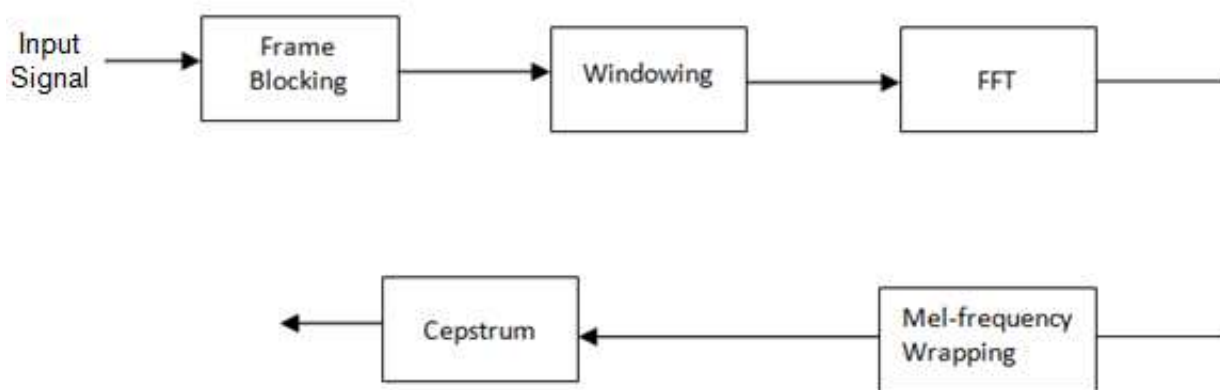 Input
Signal
Frame
Blocking
Windowing
FFT
Cepstrum
Mel-frequency
Wrapping